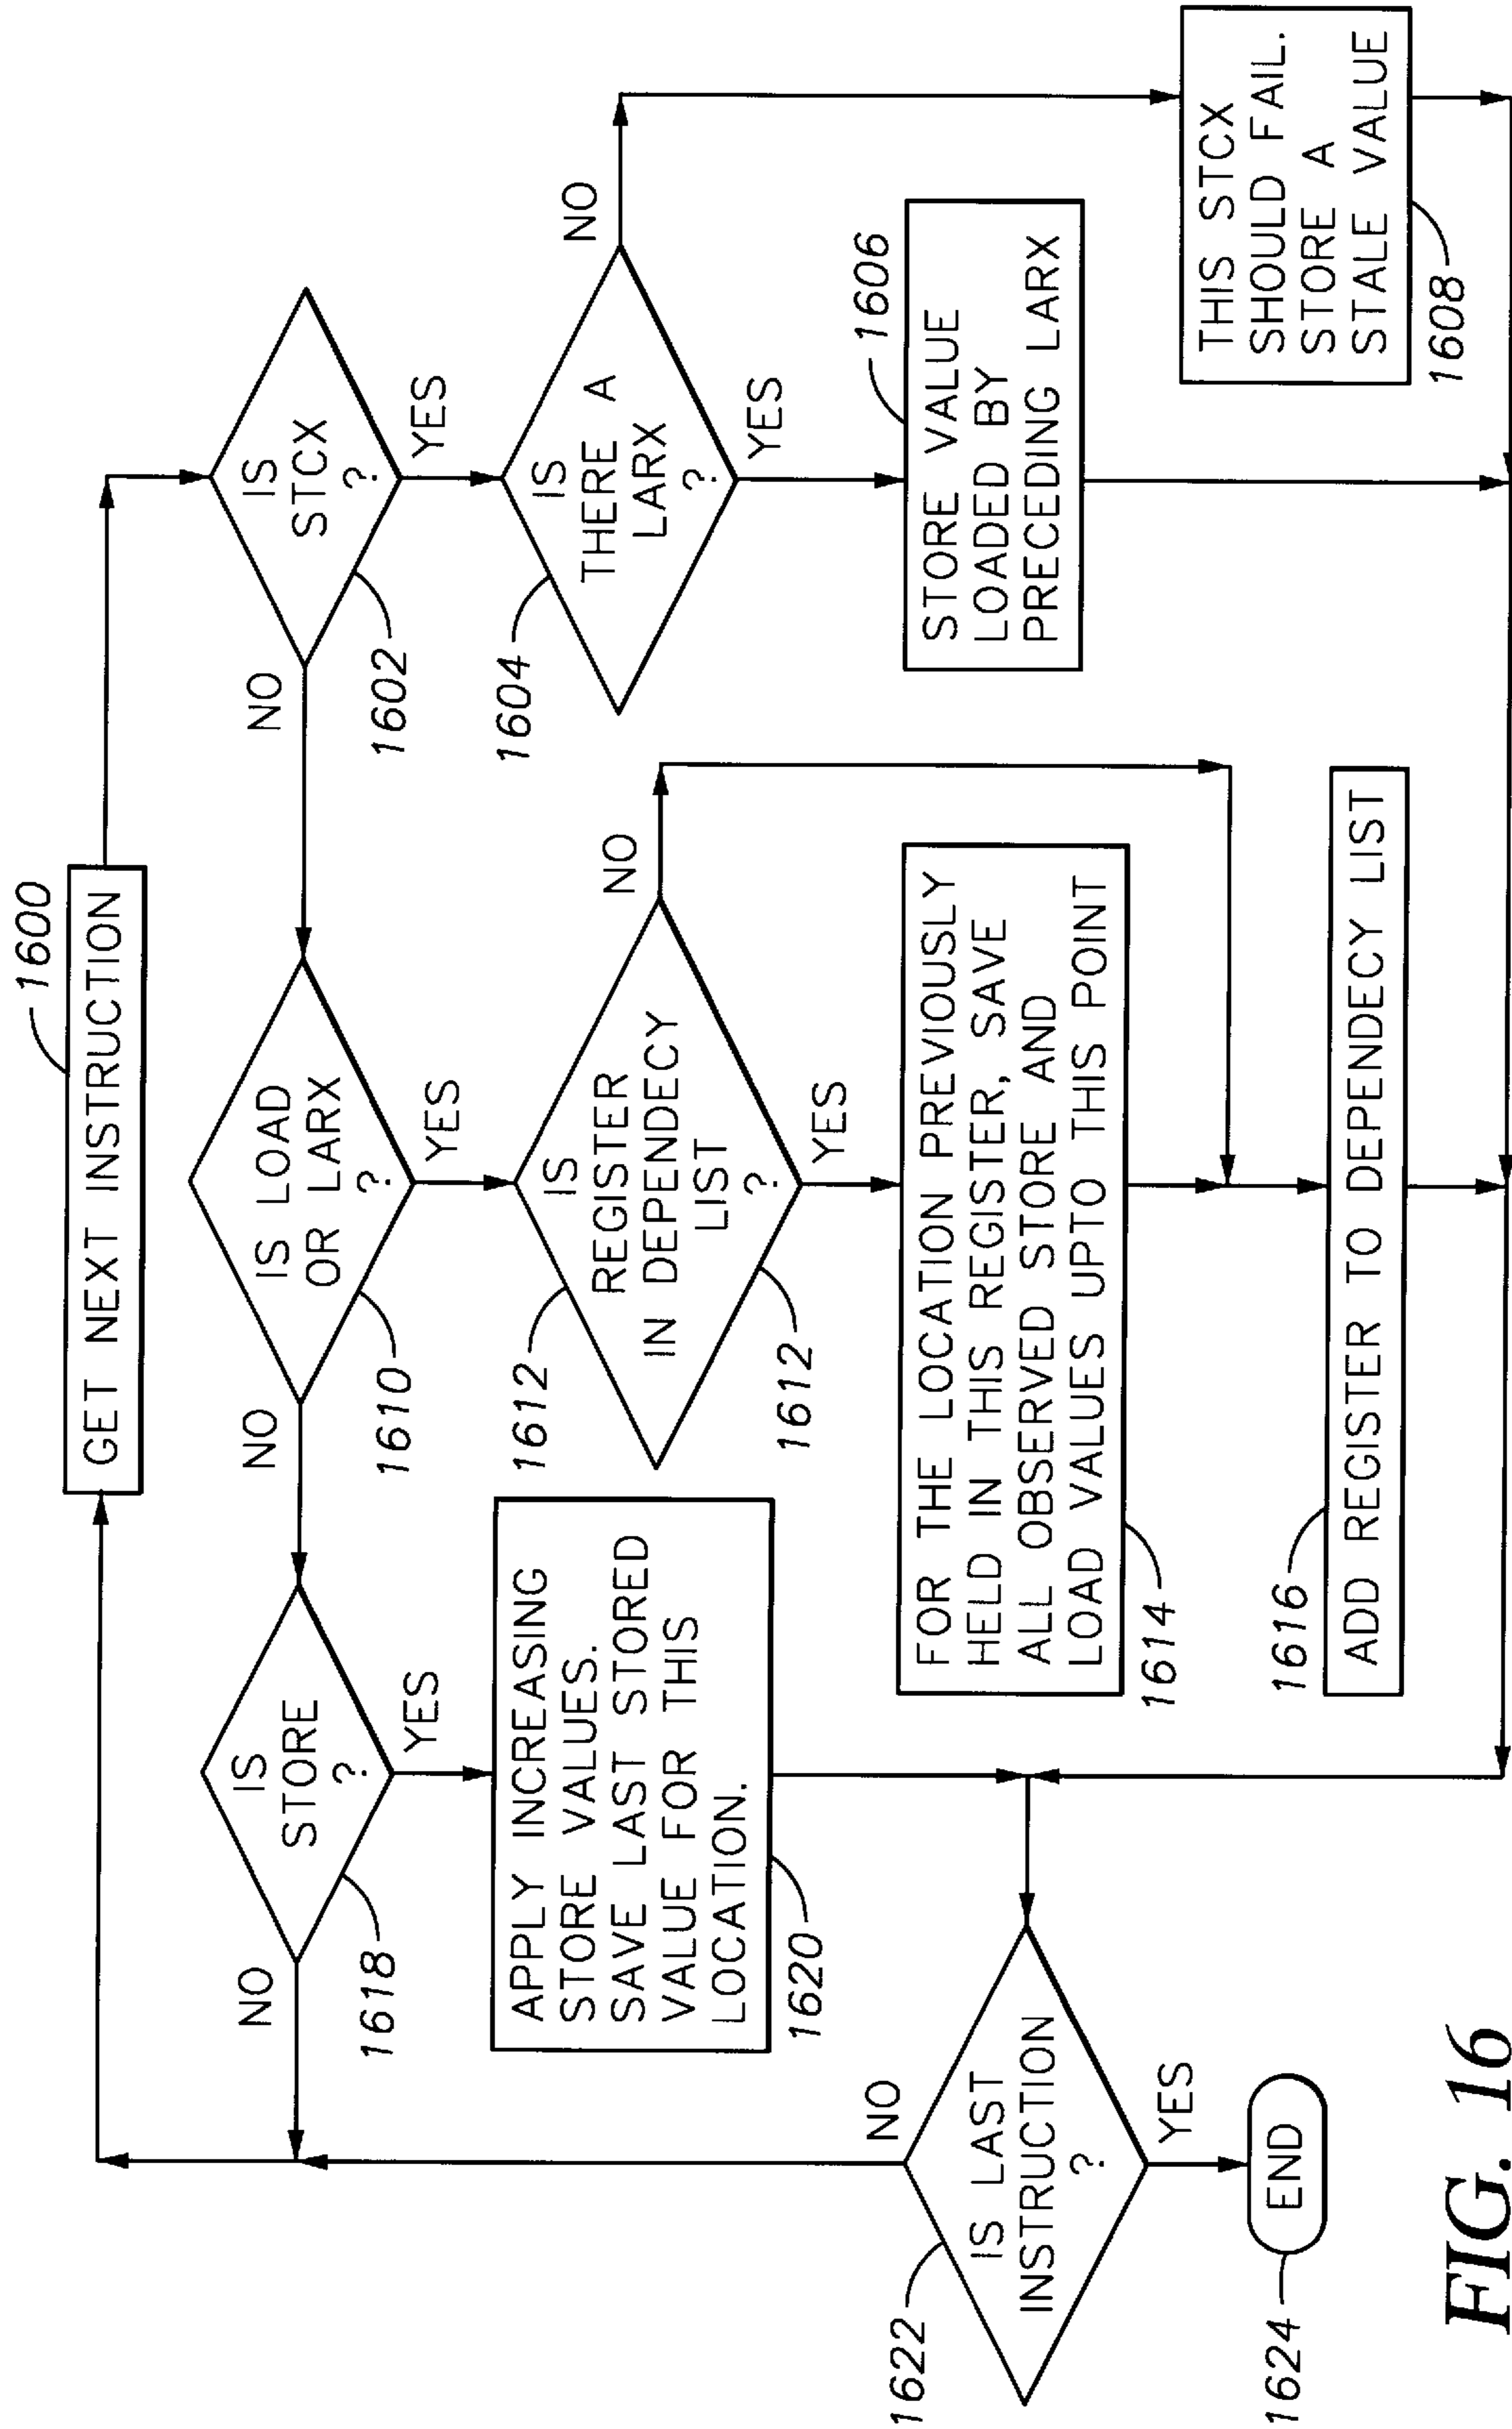 1600
GET NEXT INSTRUCTION
IS
STCX
?
NO
YES
1602
IS
THERE A
LARX
?
NO
YES
1604
STORE VALUE
LOADED BY
PRECEDING LARX
1606
THIS STCX
SHOULD FAIL.
STORE A
STALE VALUE
1608
IS LOAD
OR LARX
?
NO
YES
1610
IS
REGISTER
IN DEPENDECY
LIST
?
NO
YES
1612
1612
FOR THE LOCATION PREVIOUSLY
HELD IN THIS REGISTER, SAVE
ALL OBSERVED STORE AND
LOAD VALUES UPTO THIS POINT
1614
ADD REGISTER TO DEPENDECY LIST
1616
IS
STORE
?
NO
YES
1618
APPLY INCREASING
STORE VALUES.
SAVE LAST STORED
VALUE FOR THIS
LOCATION.
1620
IS LAST
INSTRUCTION
?
NO
YES
1622
END
1624
FIG. 16